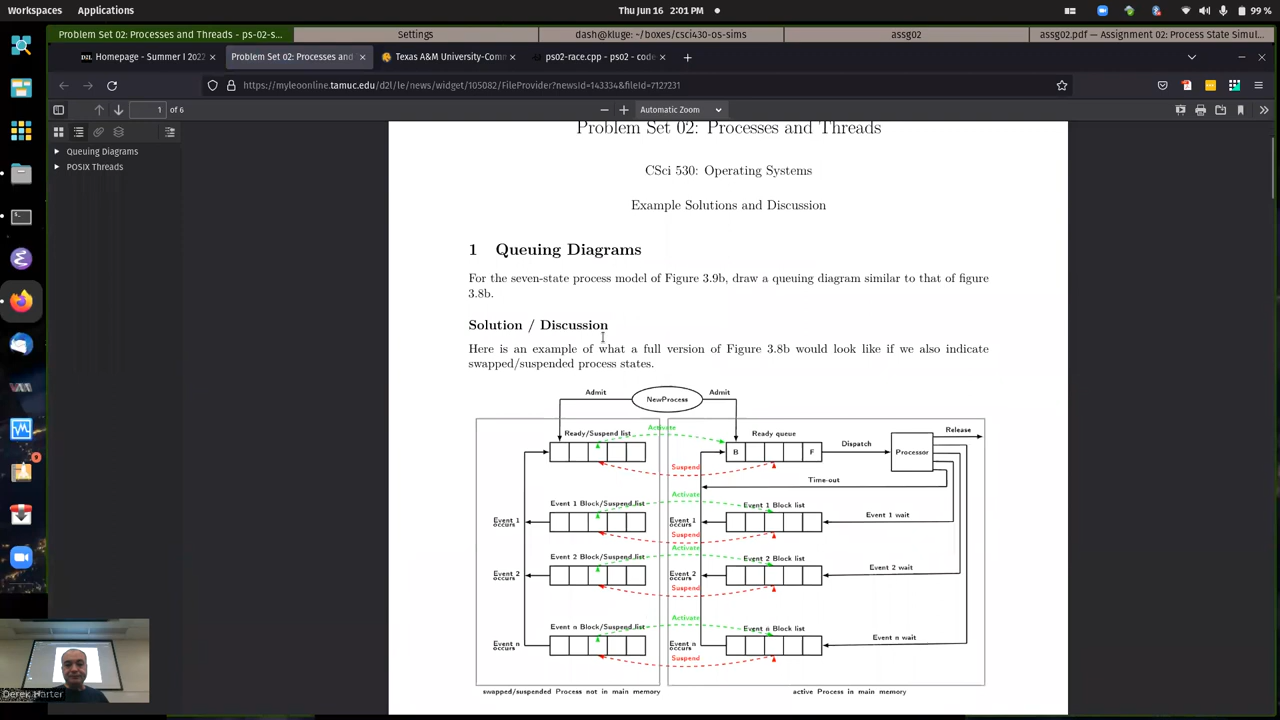 Workspaces Applications Thu Jun 16 2:01 PM 99 %
Problem Set 02: Processes and Threads - ps-02-s... Settings dash@kluge: ~/boxes/csci430-os-sims assg02 assg02.pdf — Assignment 02: Process State Simul...
Homepage - Summer I 2022 Problem Set 02: Processes and Threads Texas A&M University-Comm ps02-race.cpp - ps02 - code
https://myleoonline.tamuc.edu/d2l/le/news/widget/105082/FileProvider?newsId=143334&fileId=7127231
1 of 6 Automatic Zoom
Queuing Diagrams
POSIX Threads
Problem Set 02: Processes and Threads
CSci 530: Operating Systems
Example Solutions and Discussion
1 Queuing Diagrams
For the seven-state process model of Figure 3.9b, draw a queuing diagram similar to that of figure
3.8b.
Solution / Discussion
Here is an example of what a full version of Figure 3.8b would look like if we also indicate
swapped/suspended process states.
Admit NewProcess Admit
Ready/Suspend list Activate Ready queue Release
B F Dispatch Processor
Suspend
Time-out
Activate
Event 1 Block/Suspend list Event 1 Block list
Event 1 occurs Event 1 occurs Event 1 wait
Suspend
Activate
Event 2 Block/Suspend list Event 2 Block list
Event 2 occurs Event 2 occurs Event 2 wait
Suspend
Activate
Event n Block/Suspend list Event n Block list
Event n occurs Event n occurs Event n wait
Suspend
swapped/suspended Process not in main memory active Process in main memory
Derek Harter